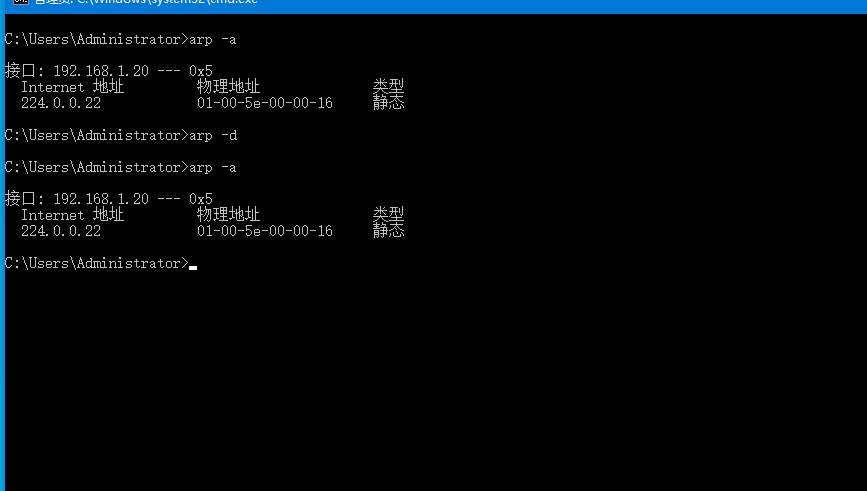 管理员: C:\Windows\system32\cmd.exe
C:\Users\Administrator>arp -a
接口: 192.168.1.20 --- 0x5
Internet 地址 物理地址 类型
224.0.0.22 01-00-5e-00-00-16 静态
C:\Users\Administrator>arp -d
C:\Users\Administrator>arp -a
接口: 192.168.1.20 --- 0x5
Internet 地址 物理地址 类型
224.0.0.22 01-00-5e-00-00-16 静态
C:\Users\Administrator>